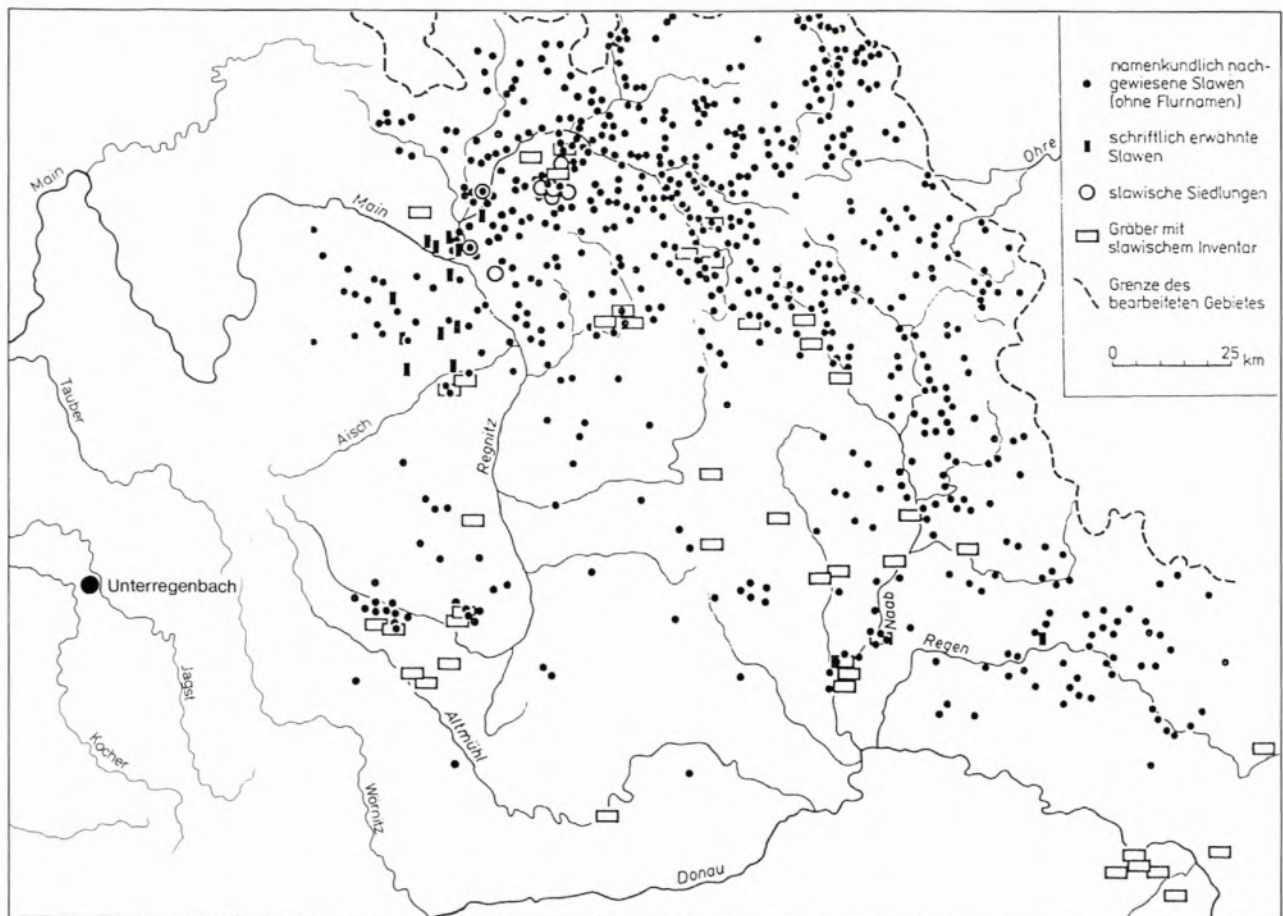 namenkundlich nach-
gewiesene Slawen
(ohne Flurnamen)
schriftlich erwähnte
Slawen
slawische Siedlungen
Gräber mit
slawischem Inventar
Grenze des
bearbeiteten Gebietes
0 25 km
Ohre
Main
Main
Tauber
Aisch
Regnitz
Unterregenbach
Naab
Regen
Jagst
Kocher
Altmühl
Wörnitz
Donau